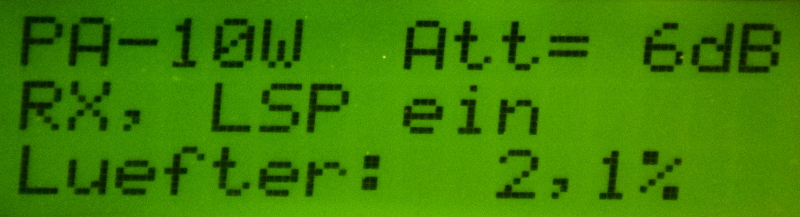 PA-10W  Att= 6dB
RX, LSP ein
Luefter:   2,1%